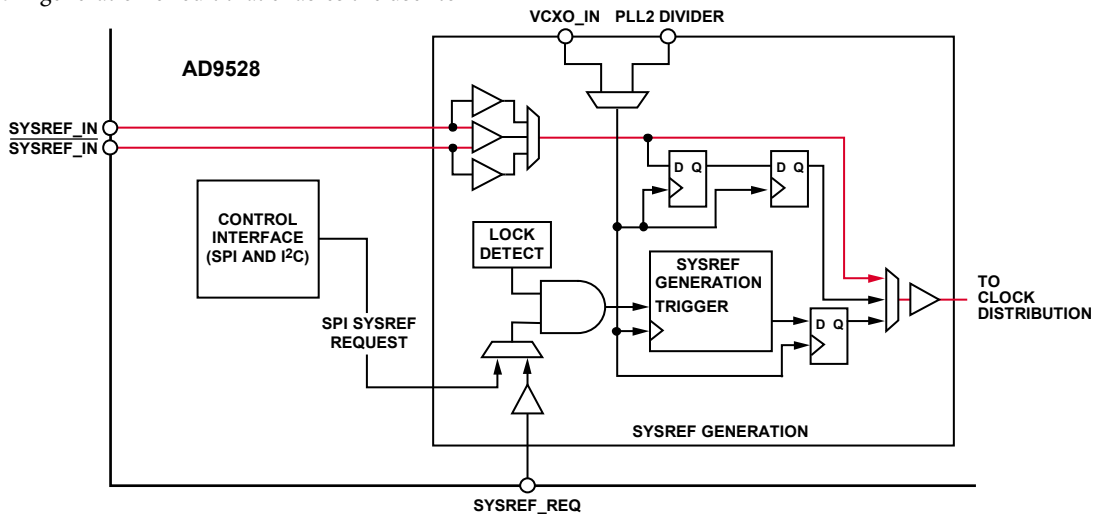 VCXO_IN PLL2 DIVIDER
AD9528
SYSREF_IN
SYSREF_IN
D Q
D Q
CONTROL
INTERFACE
(SPI AND I²C)
LOCK
DETECT
SYSREF
GENERATION
TRIGGER
TO
CLOCK
DISTRIBUTION
D Q
SPI SYSREF
REQUEST
SYSREF GENERATION
SYSREF_REQ